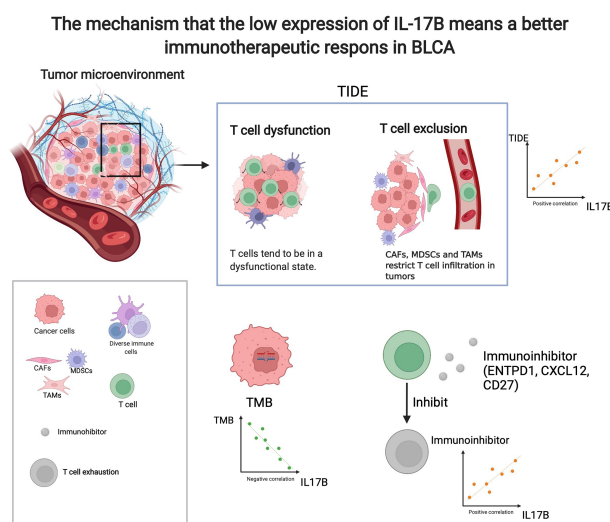 The mechanism that the low expression of IL-17B means a better
immunotherapeutic respons in BLCA
Tumor microenvironment
TIDE
T cell dysfunction
T cell exclusion
T cells tend to be in a
dysfunctional state.
CAFs, MDSCs and TAMs
restrict T cell infiltration in
tumors
TIDE
Positive correlation
IL17B
Cancer cells
Diverse immune
cells
CAFs
MDSCs
TAMs
T cell
Immunohibitor
T cell exhaustion
TMB
TMB
Negative correlation
IL17B
Immunoinhibitor
(ENTPD1, CXCL12,
CD27)
Inhibit
Immunoinhibitor
Positive correlation
IL17B